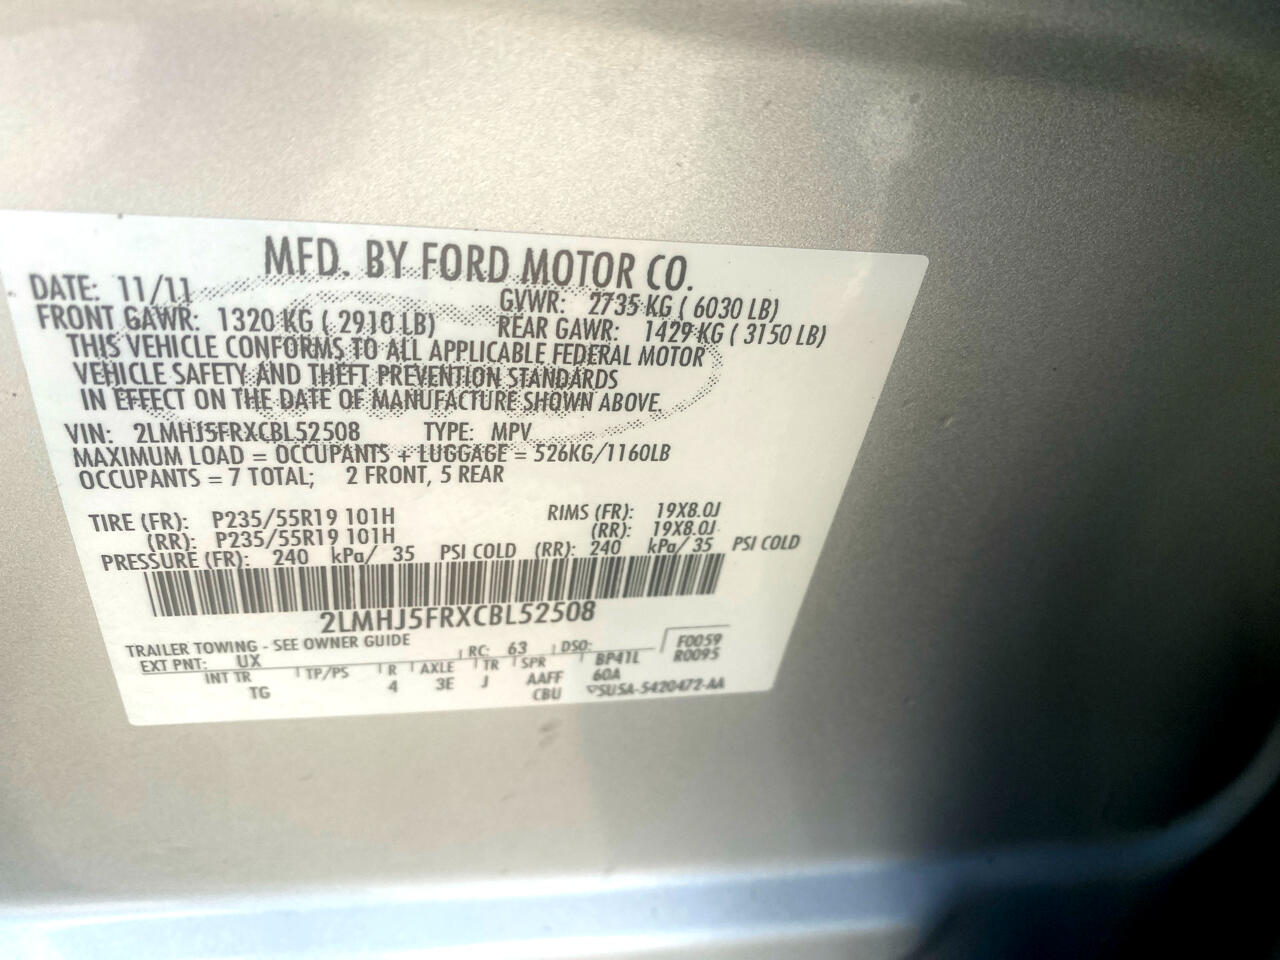 MFD. BY FORD MOTOR CO.
DATE: 11/11 GVWR: 2735 KG ( 6030 LB)
FRONT GAWR: 1320 KG ( 2910 LB) REAR GAWR: 1429 KG ( 3150 LB)
THIS VEHICLE CONFORMS TO ALL APPLICABLE FEDERAL MOTOR
VEHICLE SAFETY AND THEFT PREVENTION STANDARDS
IN EFFECT ON THE DATE OF MANUFACTURE SHOWN ABOVE.
VIN: 2LMHJ5FRXCBL52508 TYPE: MPV
MAXIMUM LOAD = OCCUPANTS + LUGGAGE = 526KG/1160LB
OCCUPANTS = 7 TOTAL; 2 FRONT, 5 REAR
TIRE (FR): P235/55R19 101H RIMS (FR): 19X8.0J
(RR): P235/55R19 101H (RR): 19X8.0J
PRESSURE (FR): 240 kPa/ 35 PSI COLD (RR): 240 kPa/ 35 PSI COLD
2LMHJ5FRXCBL52508
TRAILER TOWING - SEE OWNER GUIDE
EXT PNT: UX RC: 63 DSO: F0059
INT TR TP/PS R AXLE TR SPR BP41L R0095
TG 4 3E J AAFF 60A
CBU 5U5A-5420472-AA